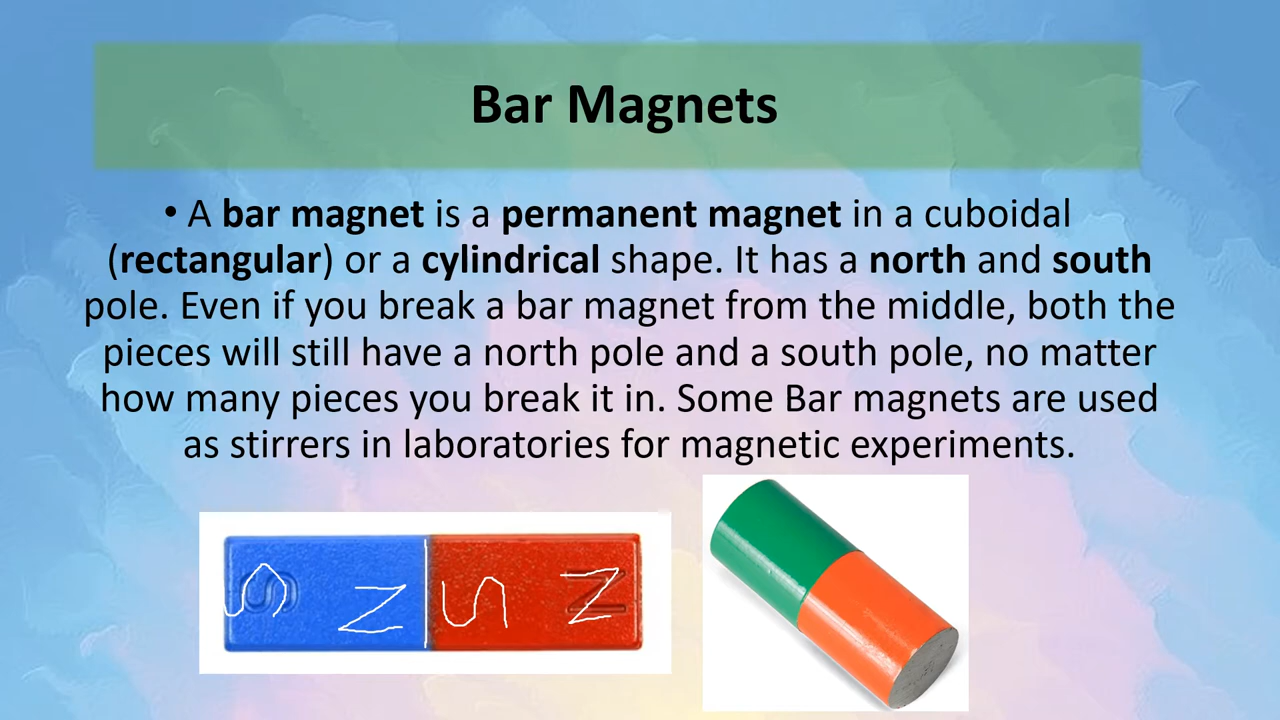 Bar Magnets
• A bar magnet is a permanent magnet in a cuboidal
(rectangular) or a cylindrical shape. It has a north and south
pole. Even if you break a bar magnet from the middle, both the
pieces will still have a north pole and a south pole, no matter
how many pieces you break it in. Some Bar magnets are used
as stirrers in laboratories for magnetic experiments.
S N S N